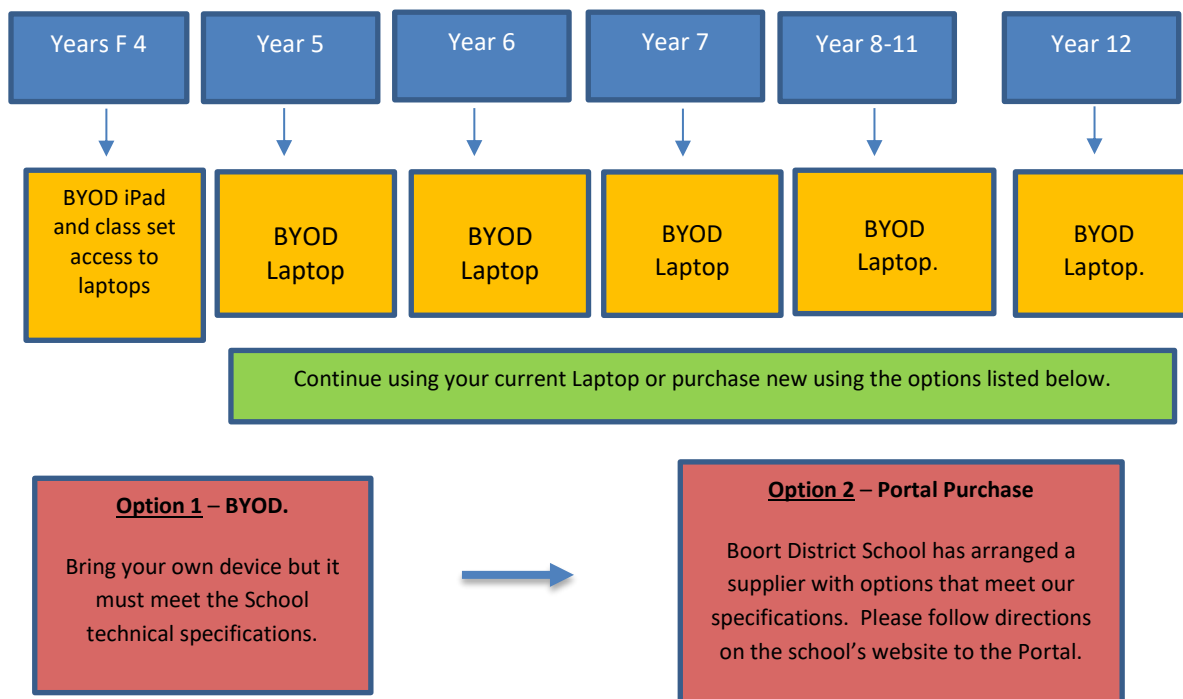 Years F 4
Year 5
Year 6
Year 7
Year 8-11
Year 12
BYOD iPad
and class set
access to
laptops
BYOD
Laptop
BYOD
Laptop
BYOD
Laptop
BYOD
Laptop.
BYOD
Laptop.
Continue using your current Laptop or purchase new using the options listed below.
Option 1 – BYOD.
Bring your own device but it
must meet the School
technical specifications.
Option 2 – Portal Purchase
Boort District School has arranged a
supplier with options that meet our
specifications.  Please follow directions
on the school’s website to the Portal.